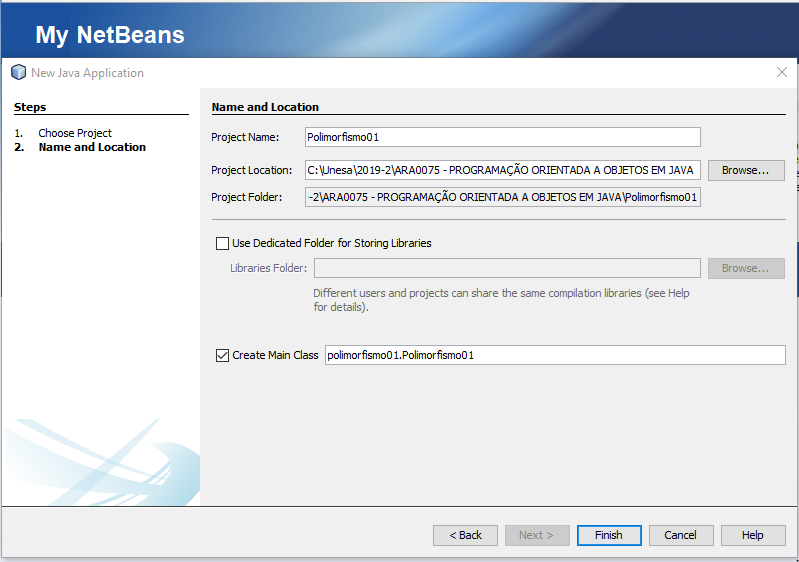 My NetBeans
New Java Application
Steps
1. Choose Project
2. Name and Location
Name and Location
Project Name: Polimorfismo01
Project Location: C:\Unesa\2019-2\ARA0075 - PROGRAMAÇÃO ORIENTADA A OBJETOS EM JAVA Browse...
Project Folder: -2\ARA0075 - PROGRAMAÇÃO ORIENTADA A OBJETOS EM JAVA\Polimorfismo01
Use Dedicated Folder for Storing Libraries
Libraries Folder: Browse...
Different users and projects can share the same compilation libraries (see Help
for details).
Create Main Class polimorfismo01.Polimorfismo01
< Back Next > Finish Cancel Help